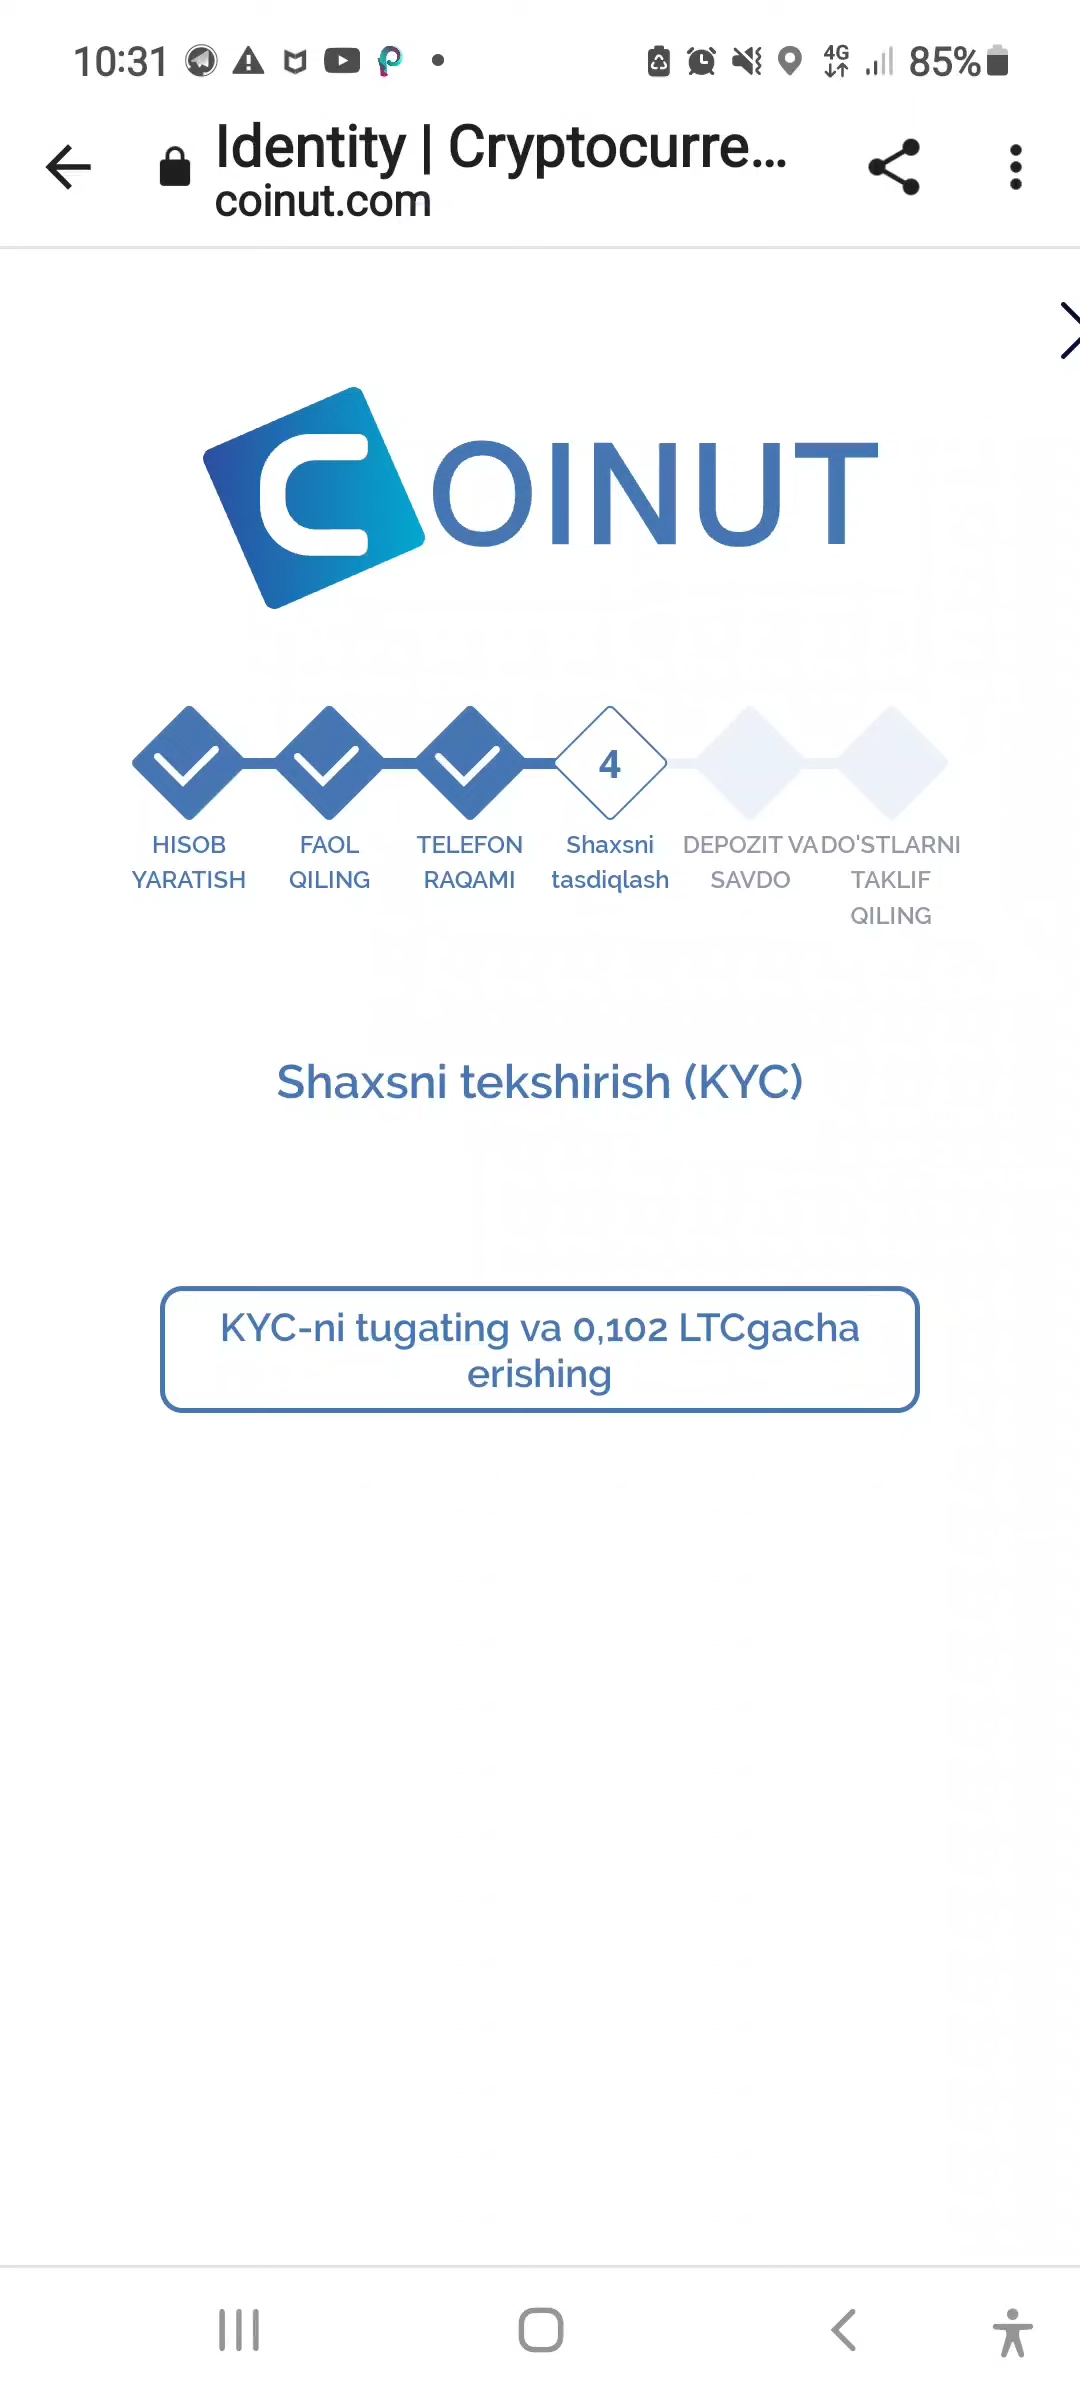 10:31
4G
85%
Identity | Cryptocurre...
coinut.com
COINUT
4
HISOB YARATISH
FAOL QILING
TELEFON RAQAMI
Shaxsni tasdiqlash
DEPOZIT VA SAVDO
DO'STLARNI TAKLIF QILING
Shaxsni tekshirish (KYC)
KYC-ni tugating va 0,102 LTCgacha
erishing